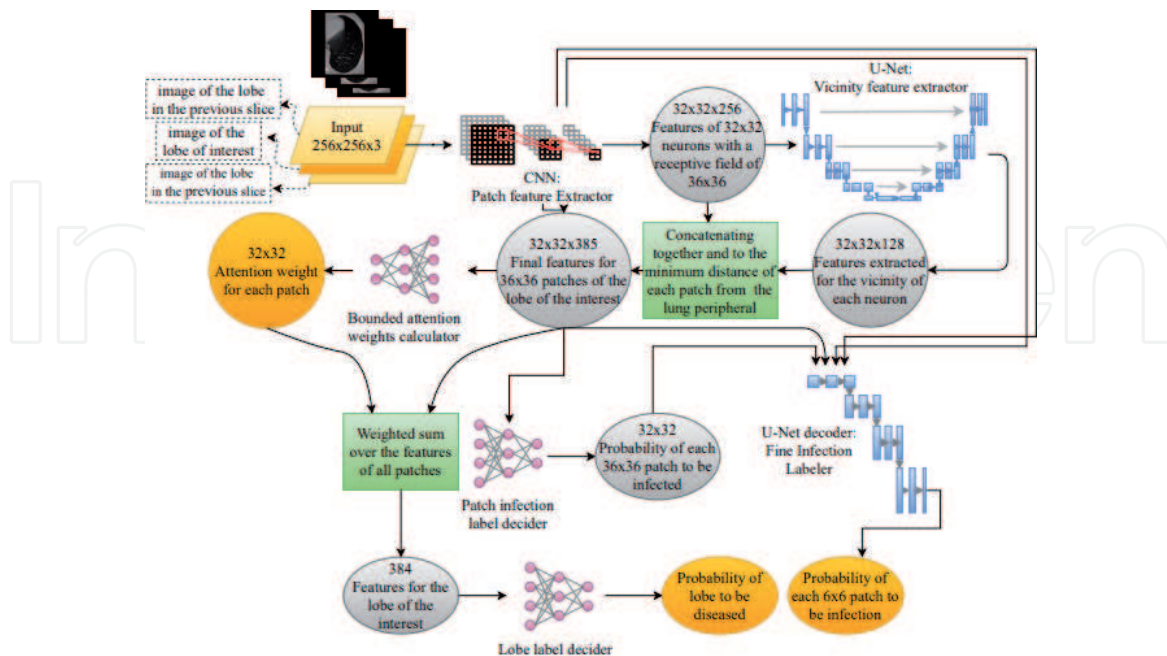 image of the lobe
in the previous slice
image of the
lobe of interest
image of the lobe
in the previous slice
Input
256x256x3
CNN:
Patch feature Extractor
32x32x256
Features of 32x32
neurons with a
receptive field of
36x36
U-Net:
Vicinity feature extractor
32x32
Attention weight
for each patch
Bounded attention
weights calculator
32x32x385
Final features for
36x36 patches of the
lobe of the interest
Concatenating
together and to the
minimum distance of
each patch from the
lung peripheral
32x32x128
Features extracted
for the vicinity of
each neuron
Weighted sum
over the features
of all patches
Patch infection
label decider
32x32
Probability of each
36x36 patch to be
infected
U-Net decoder:
Fine Infection
Labeler
384
Features for the
lobe of the
interest
Lobe label decider
Probability of
lobe to be
diseased
Probability of
each 6x6 patch to
be infection